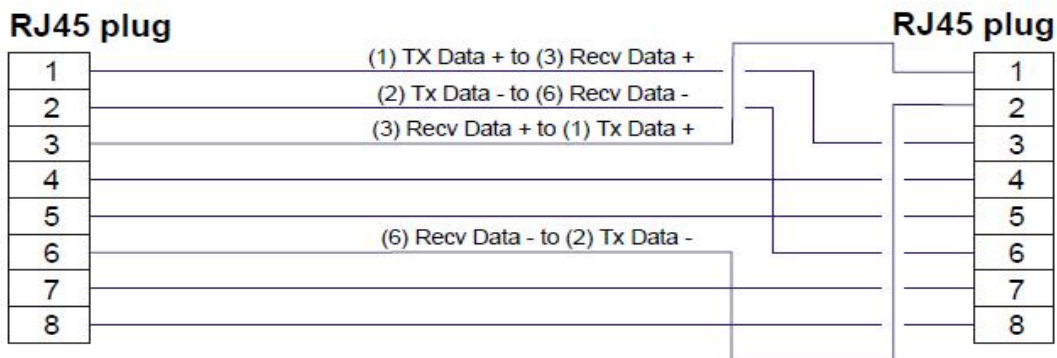 RJ45 plug RJ45 plug
(1) TX Data + to (3) Recv Data +
1 1
(2) Tx Data - to (6) Recv Data -
2 2
(3) Recv Data + to (1) Tx Data +
3 3
4 4
5 5
(6) Recv Data - to (2) Tx Data -
6 6
7 7
8 8